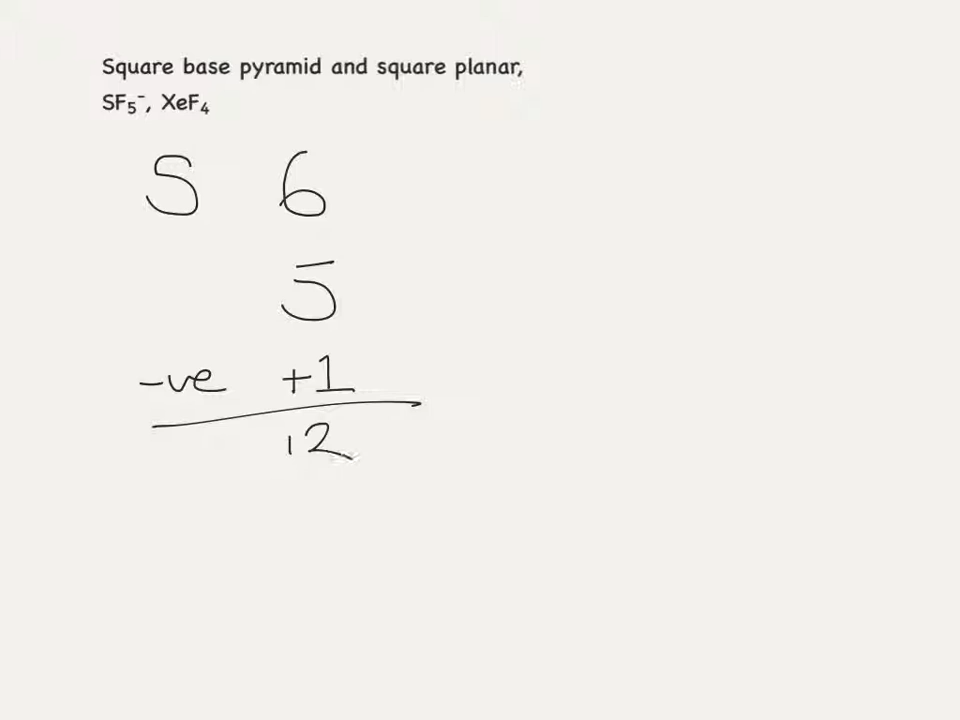 Square base pyramid and square planar,
SF₅⁻, XeF₄
S 6
5
-ve +1
12